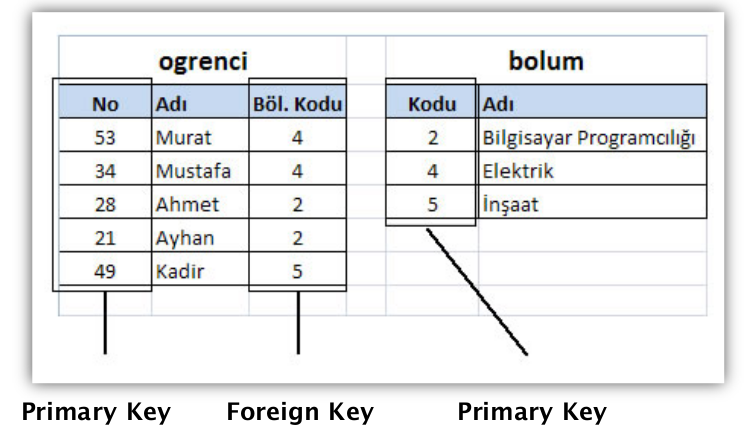 ogrenci bolum
No Adı Böl. Kodu Kodu Adı
53 Murat 4 2 Bilgisayar Programcılığı
34 Mustafa 4 4 Elektrik
28 Ahmet 2 5 İnşaat
21 Ayhan 2
49 Kadir 5
Primary Key Foreign Key Primary Key